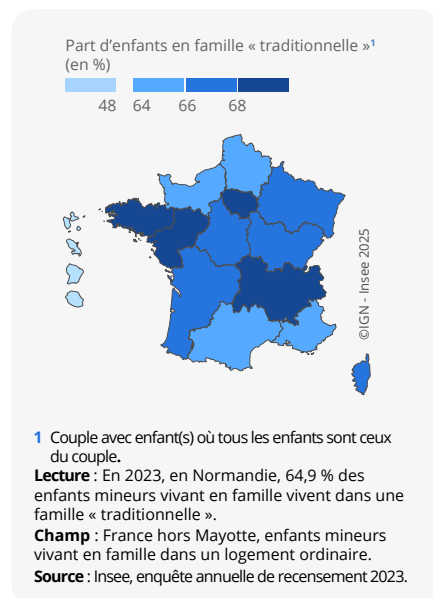 Part d’enfants en famille « traditionnelle »¹
(en %)
48 64 66 68
©IGN - Insee 2025
1 Couple avec enfant(s) où tous les enfants sont ceux
du couple.
Lecture : En 2023, en Normandie, 64,9 % des
enfants mineurs vivant en famille vivent dans une
famille « traditionnelle ».
Champ : France hors Mayotte, enfants mineurs
vivant en famille dans un logement ordinaire.
Source : Insee, enquête annuelle de recensement 2023.